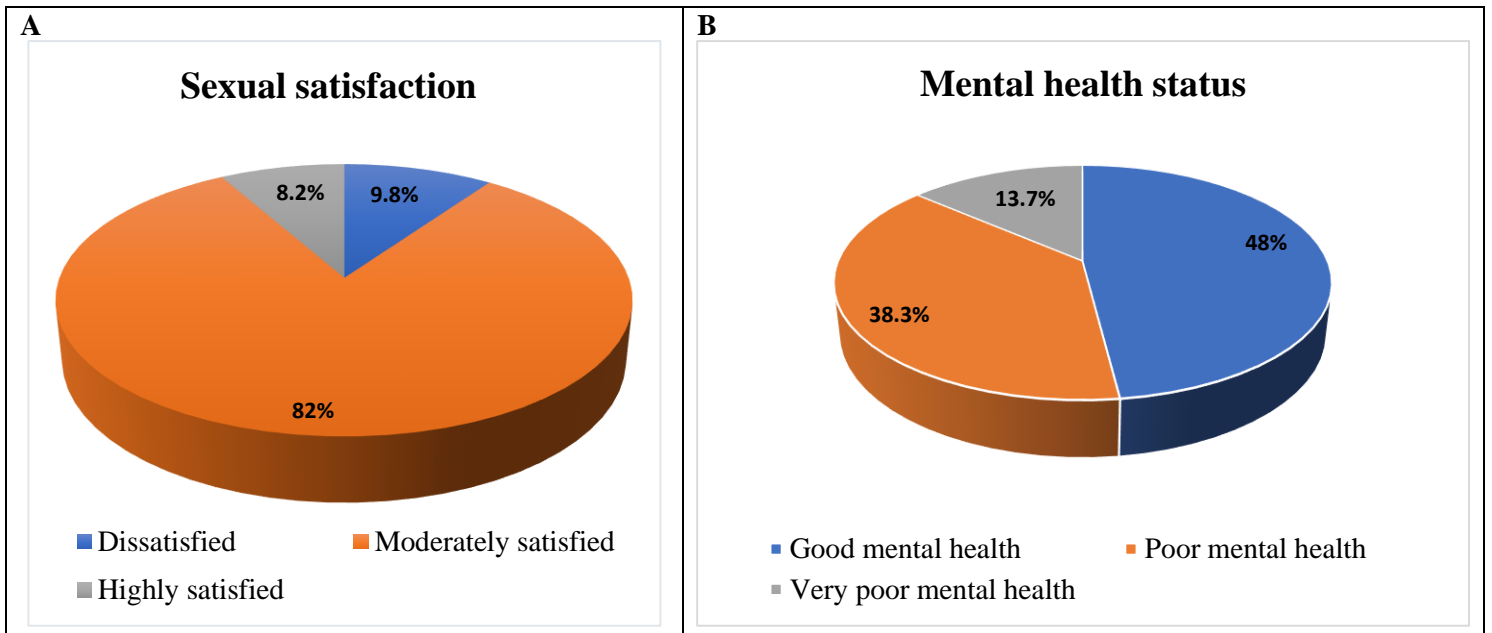 A
Sexual satisfaction
8.2%
9.8%
82%
Dissatisfied
Moderately satisfied
Highly satisfied
B
Mental health status
13.7%
48%
38.3%
Good mental health
Poor mental health
Very poor mental health